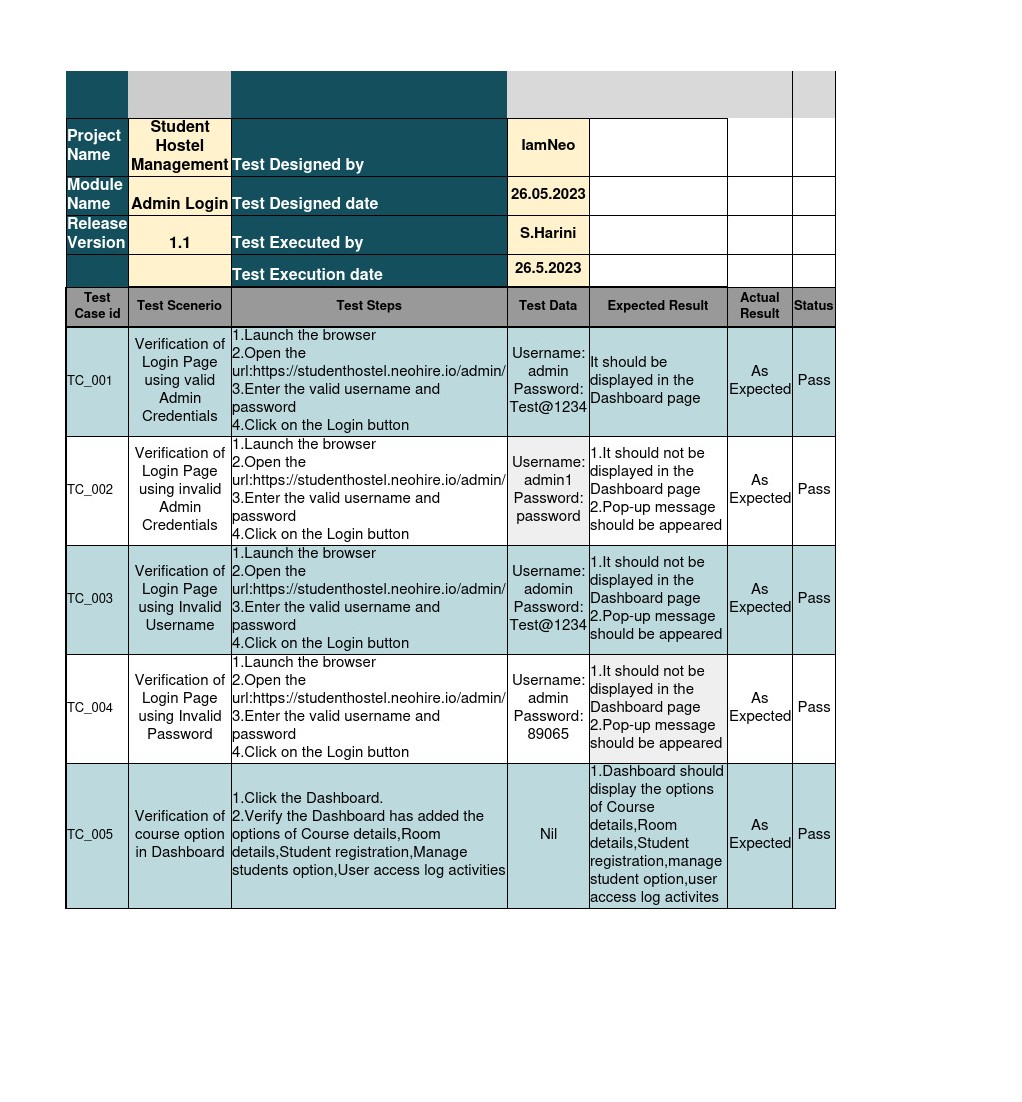 Project
Name
Student
Hostel
Management
Test Designed by
IamNeo
Module
Name
Admin Login
Test Designed date
26.05.2023
Release
Version
1.1
Test Executed by
S.Harini
Test Execution date
26.5.2023
Test
Case id
Test Scenerio
Test Steps
Test Data
Expected Result
Actual
Result
Status
TC_001
Verification of
Login Page
using valid
Admin
Credentials
1.Launch the browser
2.Open the
url:https://studenthostel.neohire.io/admin/
3.Enter the valid username and
password
4.Click on the Login button
Username:
admin
Password:
Test@1234
It should be
displayed in the
Dashboard page
As
Expected
Pass
TC_002
Verification of
Login Page
using invalid
Admin
Credentials
1.Launch the browser
2.Open the
url:https://studenthostel.neohire.io/admin/
3.Enter the valid username and
password
4.Click on the Login button
Username:
admin1
Password:
password
1.It should not be
displayed in the
Dashboard page
2.Pop-up message
should be appeared
As
Expected
Pass
TC_003
Verification of
Login Page
using Invalid
Username
1.Launch the browser
2.Open the
url:https://studenthostel.neohire.io/admin/
3.Enter the valid username and
password
4.Click on the Login button
Username:
adomin
Password:
Test@1234
1.It should not be
displayed in the
Dashboard page
2.Pop-up message
should be appeared
As
Expected
Pass
TC_004
Verification of
Login Page
using Invalid
Password
1.Launch the browser
2.Open the
url:https://studenthostel.neohire.io/admin/
3.Enter the valid username and
password
4.Click on the Login button
Username:
admin
Password:
89065
1.It should not be
displayed in the
Dashboard page
2.Pop-up message
should be appeared
As
Expected
Pass
TC_005
Verification of
course option
in Dashboard
1.Click the Dashboard.
2.Verify the Dashboard has added the
options of Course details,Room
details,Student registration,Manage
students option,User access log activities
Nil
1.Dashboard should
display the options
of Course
details,Room
details,Student
registration,manage
student option,user
access log activites
As
Expected
Pass